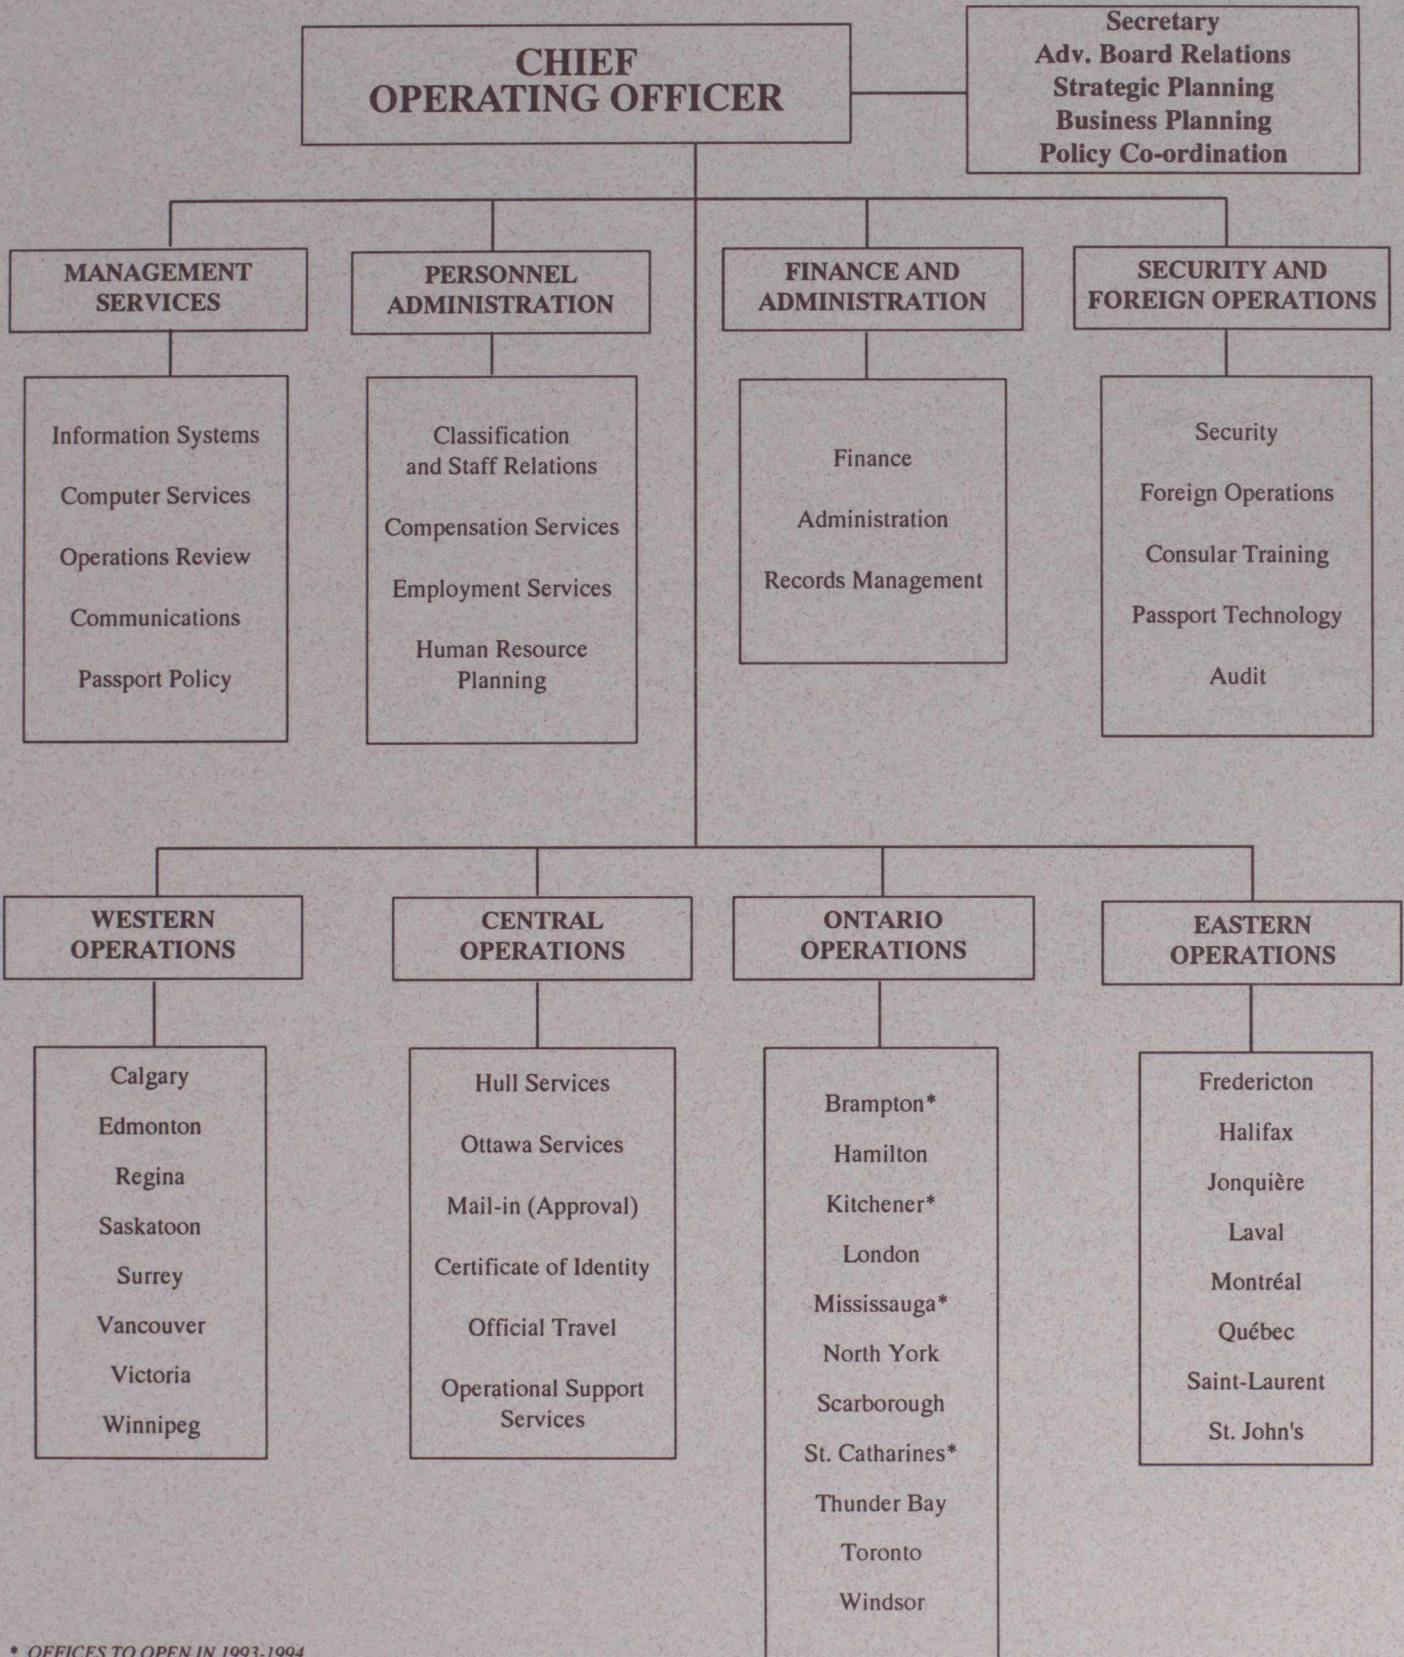 CHIEF
OPERATING OFFICER
Secretary
Adv. Board Relations
Strategic Planning
Business Planning
Policy Co-ordination
MANAGEMENT
SERVICES
Information Systems
Computer Services
Operations Review
Communications
Passport Policy
PERSONNEL
ADMINISTRATION
Classification
and Staff Relations
Compensation Services
Employment Services
Human Resource
Planning
FINANCE AND
ADMINISTRATION
Finance
Administration
Records Management
SECURITY AND
FOREIGN OPERATIONS
Security
Foreign Operations
Consular Training
Passport Technology
Audit
WESTERN
OPERATIONS
Calgary
Edmonton
Regina
Saskatoon
Surrey
Vancouver
Victoria
Winnipeg
CENTRAL
OPERATIONS
Hull Services
Ottawa Services
Mail-in (Approval)
Certificate of Identity
Official Travel
Operational Support
Services
ONTARIO
OPERATIONS
Brampton*
Hamilton
Kitchener*
London
Mississauga*
North York
Scarborough
St. Catharines*
Thunder Bay
Toronto
Windsor
EASTERN
OPERATIONS
Fredericton
Halifax
Jonquière
Laval
Montréal
Québec
Saint-Laurent
St. John's
* OFFICES TO OPEN IN 1993-1994